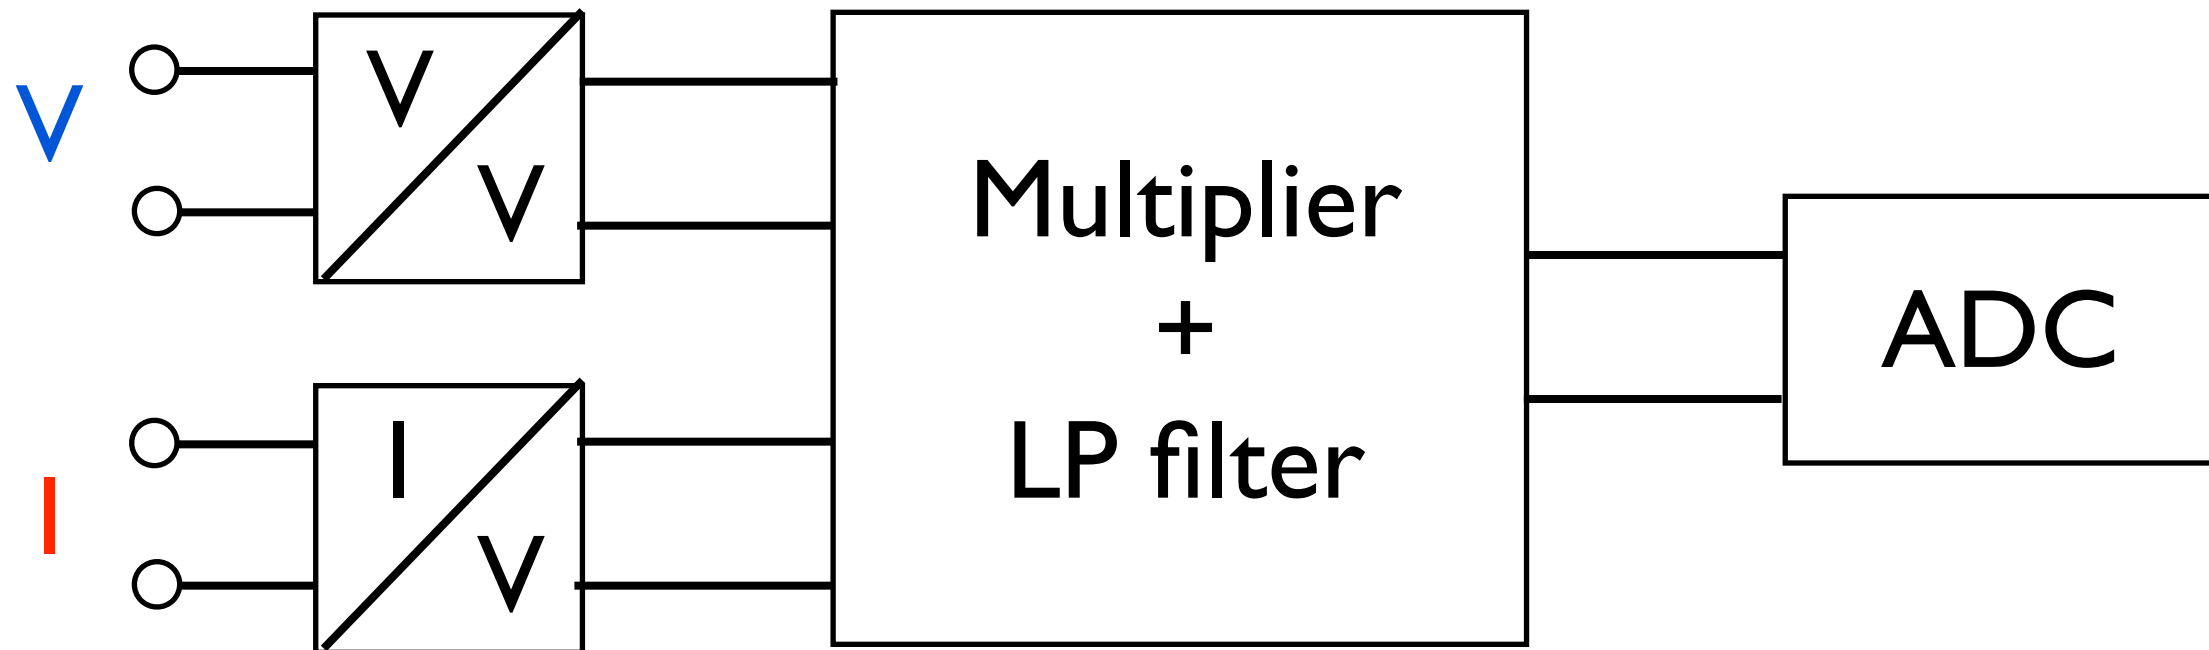 V
V
V
I
I
V
Multiplier
+
LP filter
ADC